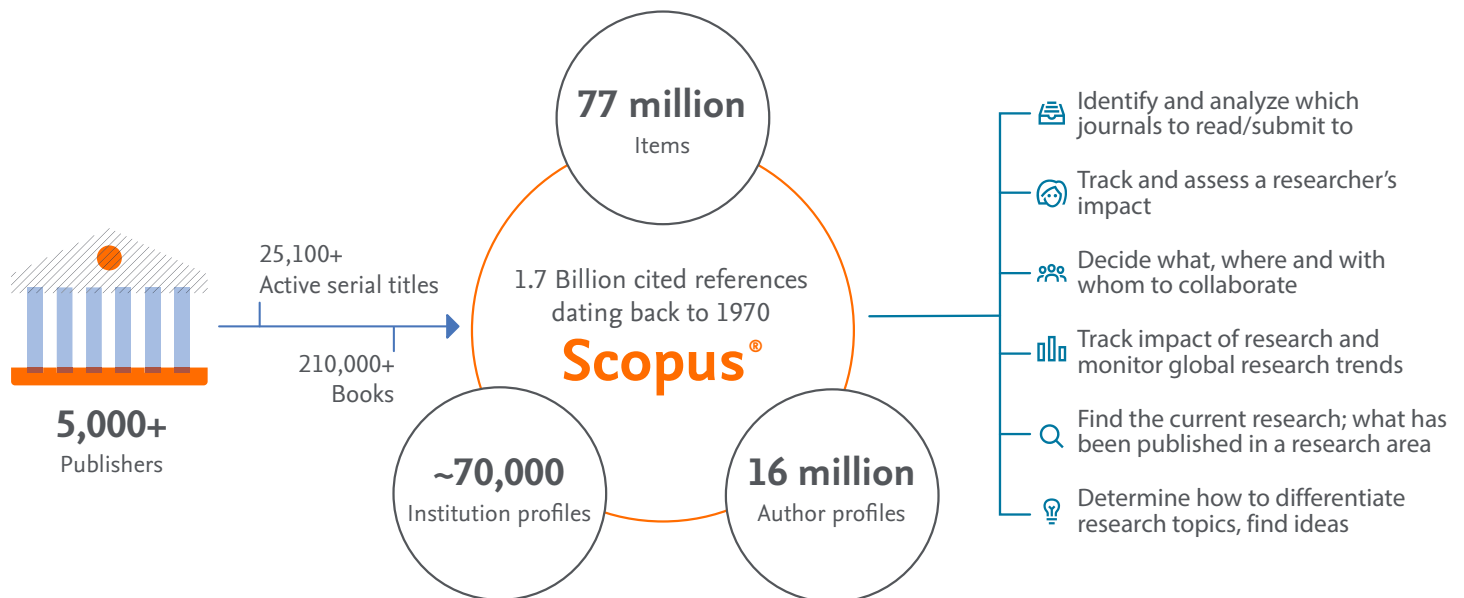 5,000+
Publishers
25,100+
Active serial titles
210,000+
Books
77 million
Items
1.7 Billion cited references
dating back to 1970
Scopus®
~70,000
Institution profiles
16 million
Author profiles
Identify and analyze which
journals to read/submit to
Track and assess a researcher’s
impact
Decide what, where and with
whom to collaborate
Track impact of research and
monitor global research trends
Find the current research; what has
been published in a research area
Determine how to differentiate
research topics, find ideas